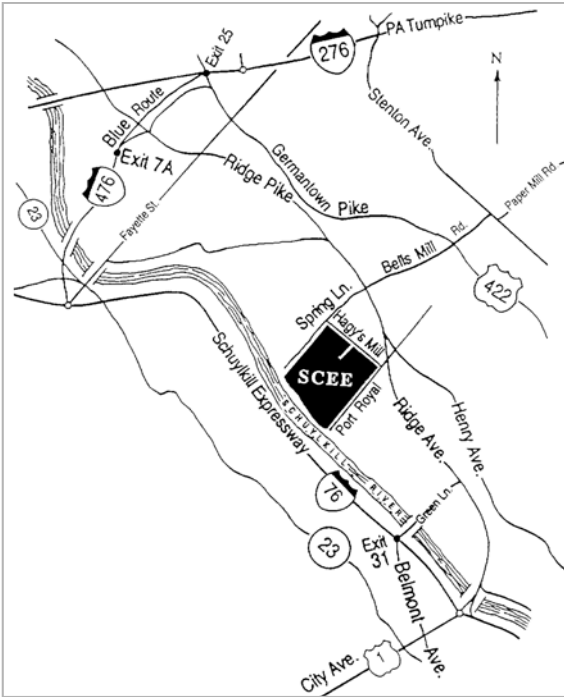 Exit 25
276
PA Turnpike
N
Blue Route
Stenton Ave.
Exit 7A
Ridge Pike
Germantown
Pike
Paper Mill Rd.
476
23
Fayette St.
Bells Mill
Rd.
422
Spring Ln.
Hagy's Mill
SCEE
Port Royal
Schuylkill Expressway
SCHUYLKILL
RIVER
Ridge Ave.
Henry Ave.
76
Green Ln.
23
Exit
31
Belmont
Ave.
City Ave.
1